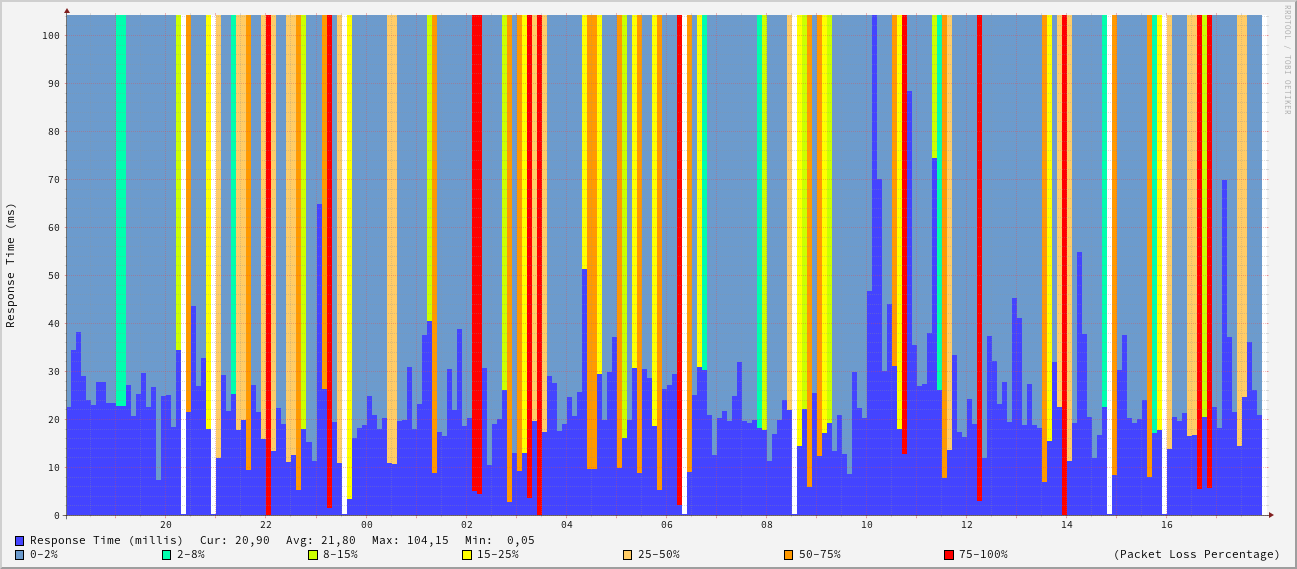 RRDTOOL / TOBI OETIKER
Response Time (ms)
100
90
80
70
60
50
40
30
20
10
0
20 22 00 02 04 06 08 10 12 14 16
Response Time (millis) Cur: 20,90 Avg: 21,80 Max: 104,15 Min: 0,05
0-2% 2-8% 8-15% 15-25% 25-50% 50-75% 75-100% (Packet Loss Percentage)